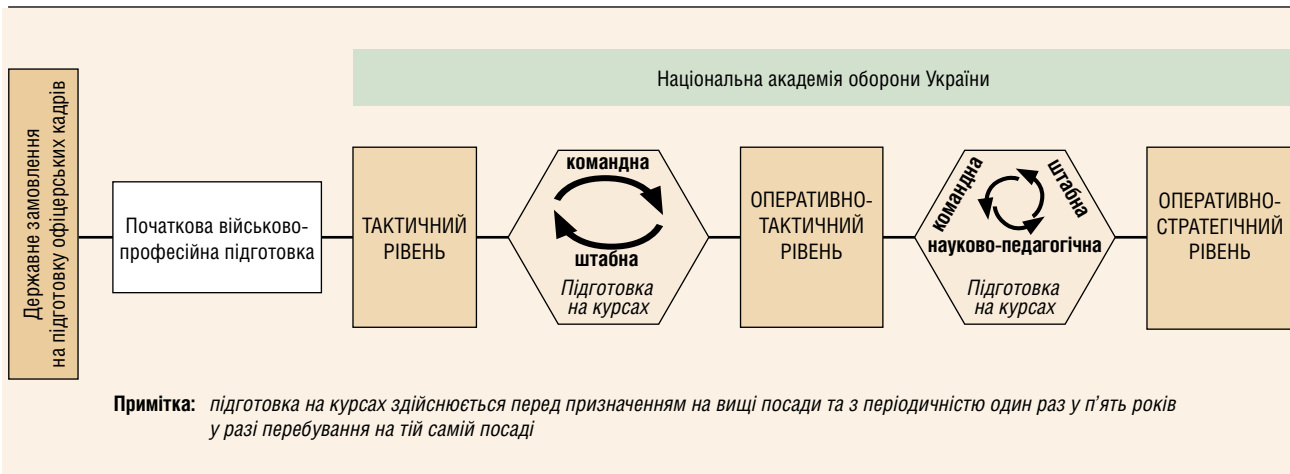 Національна академія оборони України
Державне замовлення
на підготовку офіцерських кадрів
Початкова військово-
професійна підготовка
ТАКТИЧНИЙ
РІВЕНЬ
командна
штабна
Підготовка
на курсах
ОПЕРАТИВНО-
ТАКТИЧНИЙ
РІВЕНЬ
командна
штабна
науково-педагогічна
Підготовка
на курсах
ОПЕРАТИВНО-
СТРАТЕГІЧНИЙ
РІВЕНЬ
Примітка: підготовка на курсах здійснюється перед призначенням на вищі посади та з періодичністю один раз у п’ять років
у разі перебування на тій самій посаді